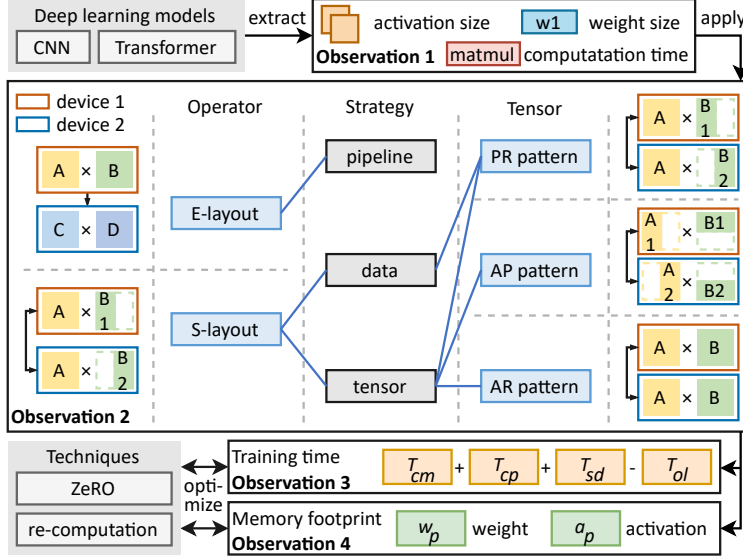 Deep learning models
CNN
Transformer
extract
activation size
w1
weight size
Observation 1
matmul
computatation time
apply
device 1
device 2
Operator
Strategy
Tensor
A × B
C × D
E-layout
S-layout
pipeline
data
tensor
PR pattern
AP pattern
AR pattern
A × B
1
A × B
2
A × B1
1
A × B2
2
A × B
A × B
A × B
1
A × B
2
Observation 2
Techniques
ZeRO
re-computation
opti-
mize
Training time
Observation 3
T_cm + T_cp + T_sd - T_ol
Memory footprint
Observation 4
w_p weight
a_p activation